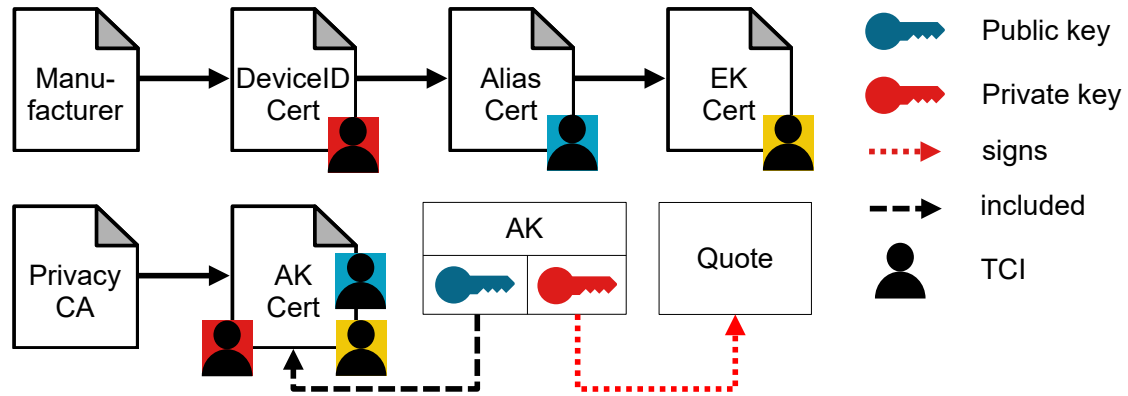 Manu-
facturer
DeviceID
Cert
Alias
Cert
EK
Cert
Public key
Private key
signs
included
TCI
Privacy
CA
AK
Cert
AK
Quote